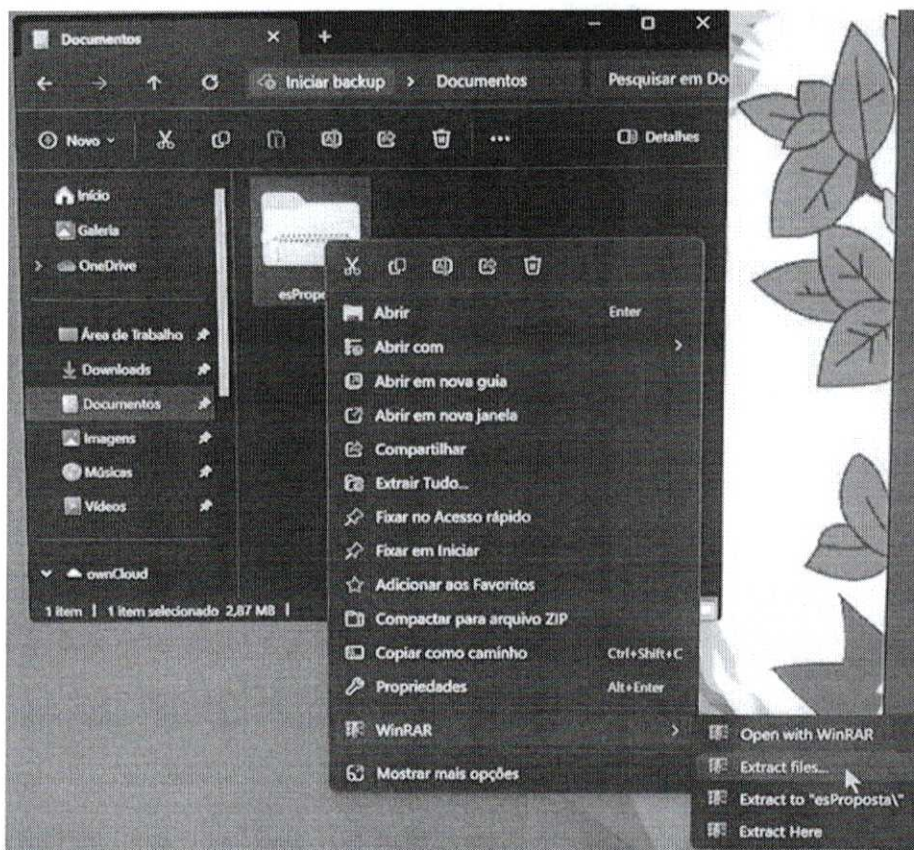 Documentos
Iniciar backup > Documentos Pesquisar em Do
Novo Detalhes
Início
Galeria
OneDrive
Área de Trabalho
Downloads
Documentos
Imagens
Músicas
Vídeos
ownCloud
1 item | 1 item selecionado 2,87 MB |
esPropo
Abrir Enter
Abrir com
Abrir em nova guia
Abrir em nova janela
Compartilhar
Extrair Tudo...
Fixar no Acesso rápido
Fixar em Iniciar
Adicionar aos Favoritos
Compactar para arquivo ZIP
Copiar como caminho Ctrl+Shift+C
Propriedades Alt+Enter
WinRAR
Mostrar mais opções
Open with WinRAR
Extract files...
Extract to "esProposta\"
Extract Here